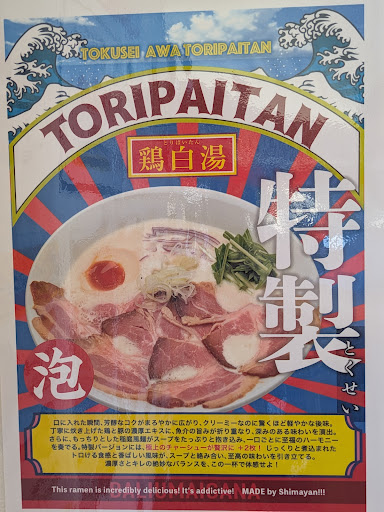 TOKUSEI AWA TORIPAITAN
TORIPAITAN
とりぱいたん
鶏白湯
特製
とくせい
泡
口に入れた瞬間、芳醇なコクがまろやかに広がり、クリーミーなのに驚くほど軽やかな後味。
丁寧に炊き上げた鶏と豚の濃厚エキスに、魚介の旨みが折り重なり、深みのある味わいを演出。
さらに、もっちりとした稲庭風麺がスープをたっぷりと抱き込み、一口ごとに至福のハーモニー
を奏でる。特製バージョンには、極上のチャーシューが贅沢に +2枚！ じっくりと煮込まれた
トロける食感と香ばしい風味が、スープと絡み合い、至高の味わいを引き立てる。
濃厚さとキレの絶妙なバランスを、この一杯で体感せよ！
This ramen is incredibly delicious! It's addictive! MADE by Shimayan!!!